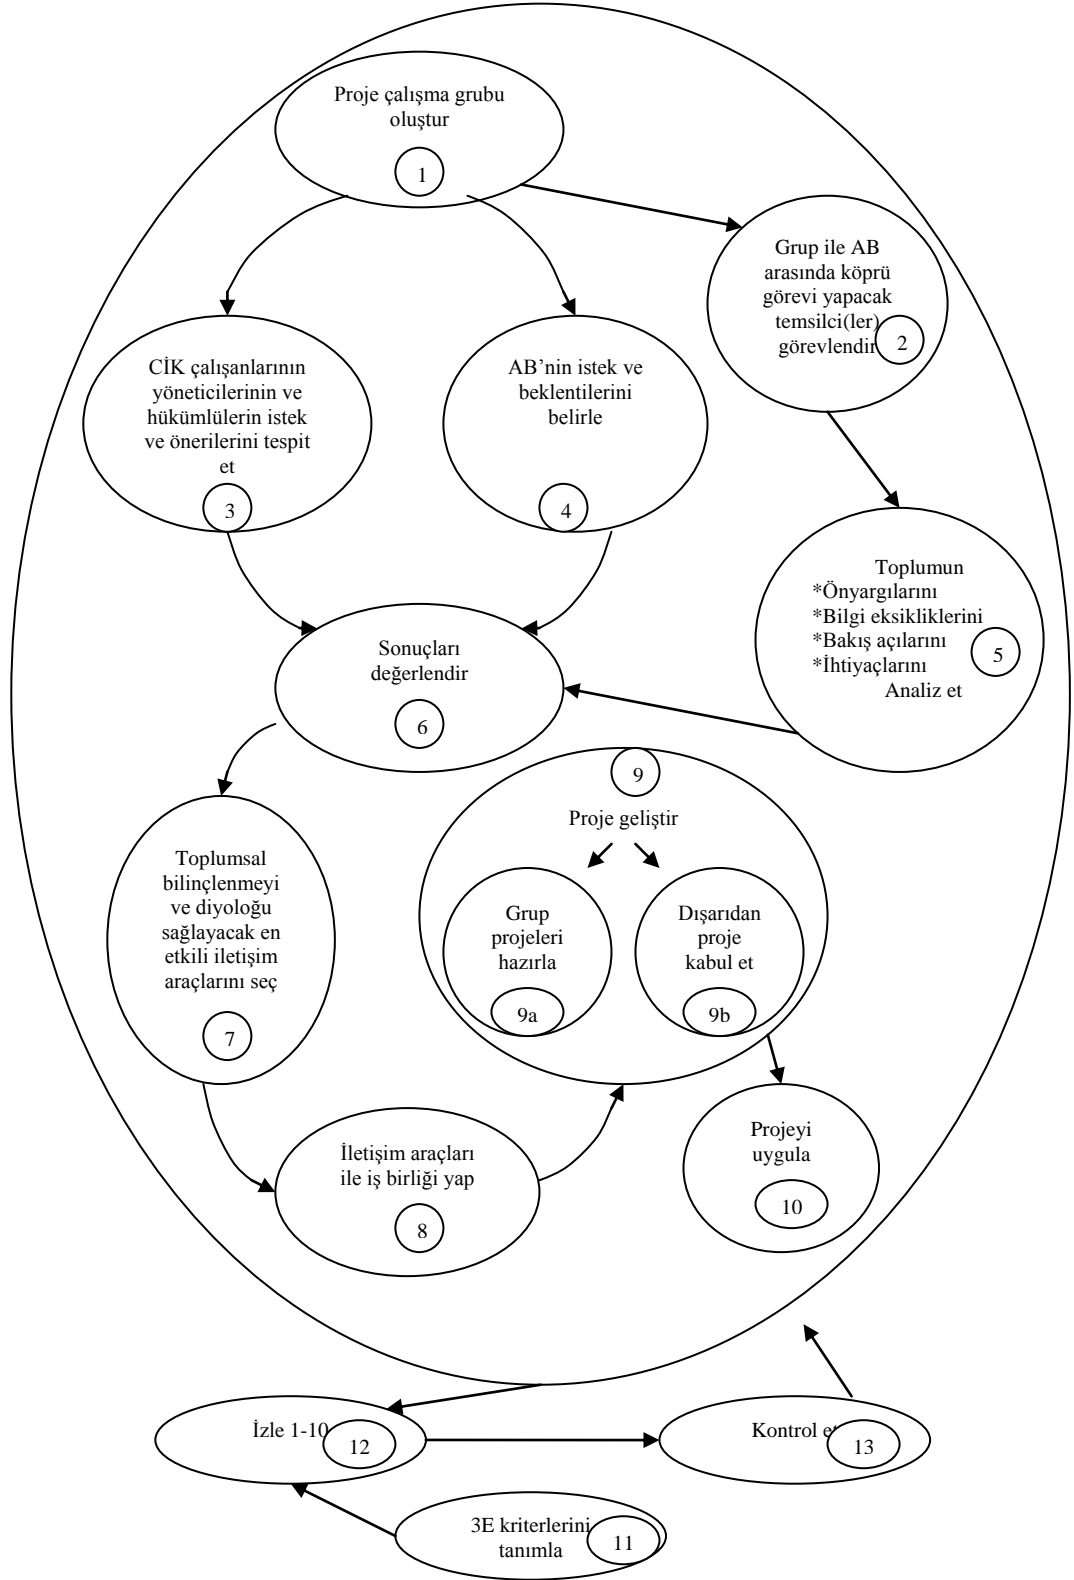 Proje çalışma grubu
oluştur
1
Grup ile AB
arasında köprü
görevi yapacak
temsilci(ler)
görevlendir
2
CİK çalışanlarının
yöneticilerinin ve
hükümlülerin istek
ve önerilerini tespit
et
3
AB’nin istek ve
beklentilerini
belirle
4
Toplumun
*Önyargılarını
*Bilgi eksikliklerini
*Bakış açılarını
*İhtiyaçlarını
Analiz et
5
Sonuçları
değerlendir
6
Toplumsal
bilinçlenmeyi
ve diyoloğu
sağlayacak en
etkili iletişim
araçlarını seç
7
İletişim araçları
ile iş birliği yap
8
9
Proje geliştir
Grup
projeleri
hazırla
9a
Dışarıdan
proje
kabul et
9b
Projeyi
uygula
10
İzle 1-10
12
Kontrol et
13
3E kriterlerini
tanımla
11